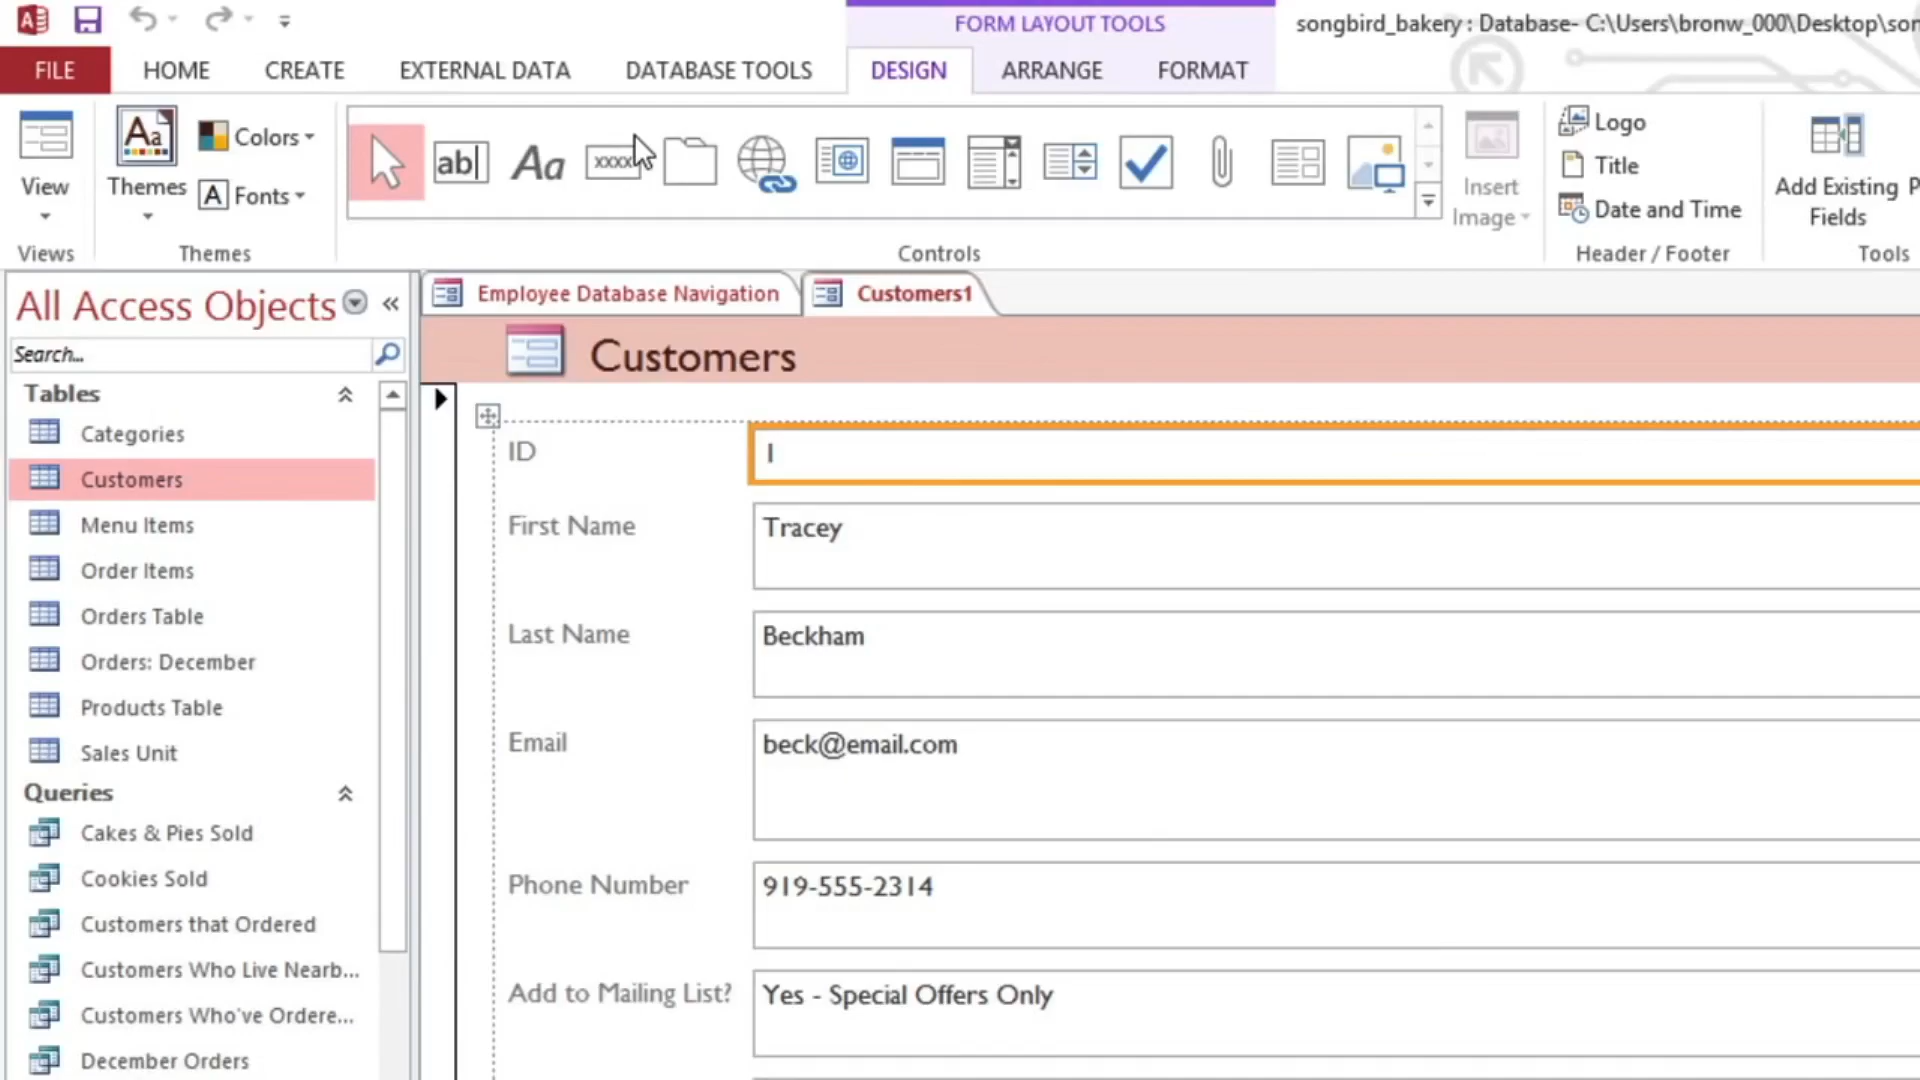 FORM LAYOUT TOOLS
songbird_bakery : Database- C:\Users\bronw_000\Desktop\son
FILE HOME CREATE EXTERNAL DATA DATABASE TOOLS DESIGN ARRANGE FORMAT
View
Views
Aa
Themes
Colors
A Fonts
Themes
ab|
Aa
xxxx
Controls
Insert
Image
Logo
Title
Date and Time
Header / Footer
Add Existing
Fields
P
Tools
All Access Objects
Search...
Tables
Categories
Customers
Menu Items
Order Items
Orders Table
Orders: December
Products Table
Sales Unit
Queries
Cakes & Pies Sold
Cookies Sold
Customers that Ordered
Customers Who Live Nearb...
Customers Who've Ordere...
December Orders
Employee Database Navigation
Customers1
Customers
ID 1
First Name Tracey
Last Name Beckham
Email beck@email.com
Phone Number 919-555-2314
Add to Mailing List? Yes - Special Offers Only